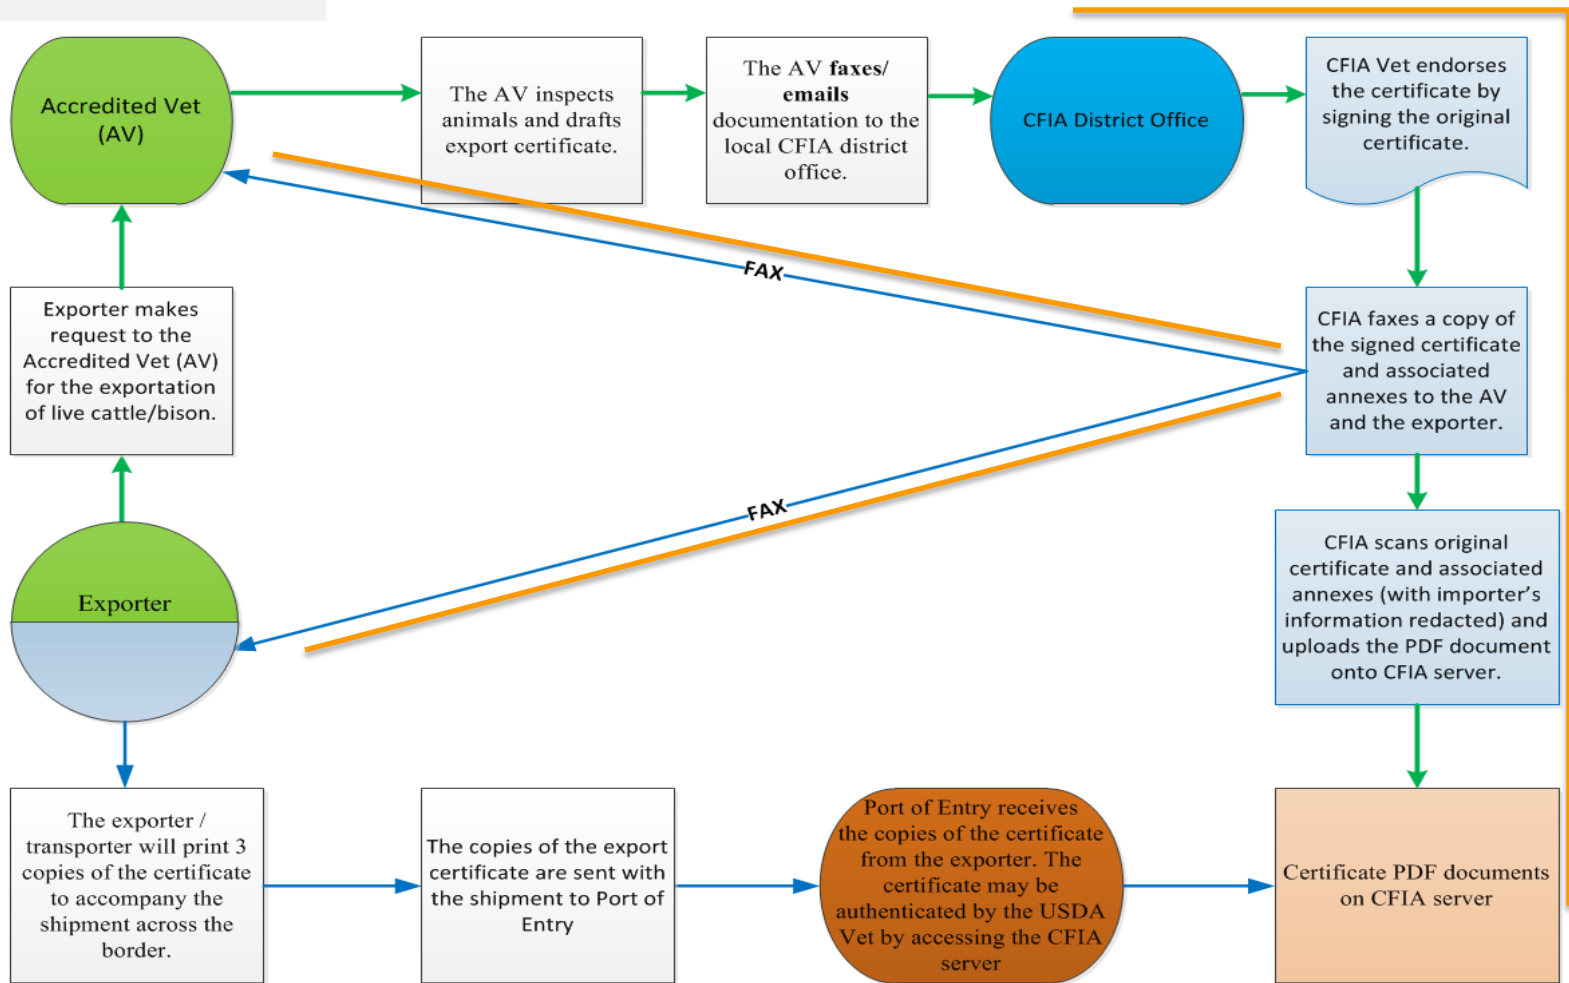 Accredited Vet
(AV)
The AV inspects
animals and drafts
export certificate.
The AV faxes/
emails
documentation to the
local CFIA district
office.
CFIA District Office
CFIA Vet endorses
the certificate by
signing the original
certificate.
FAX
Exporter makes
request to the
Accredited Vet (AV)
for the exportation
of live cattle/bison.
CFIA faxes a copy of
the signed certificate
and associated
annexes to the AV
and the exporter.
FAX
Exporter
CFIA scans original
certificate and associated
annexes (with importer’s
information redacted) and
uploads the PDF document
onto CFIA server.
The exporter /
transporter will print 3
copies of the certificate
to accompany the
shipment across the
border.
The copies of the export
certificate are sent with
the shipment to Port of
Entry
Port of Entry receives
the copies of the certificate
from the exporter. The
certificate may be
authenticated by the USDA
Vet by accessing the CFIA
server
Certificate PDF documents
on CFIA server